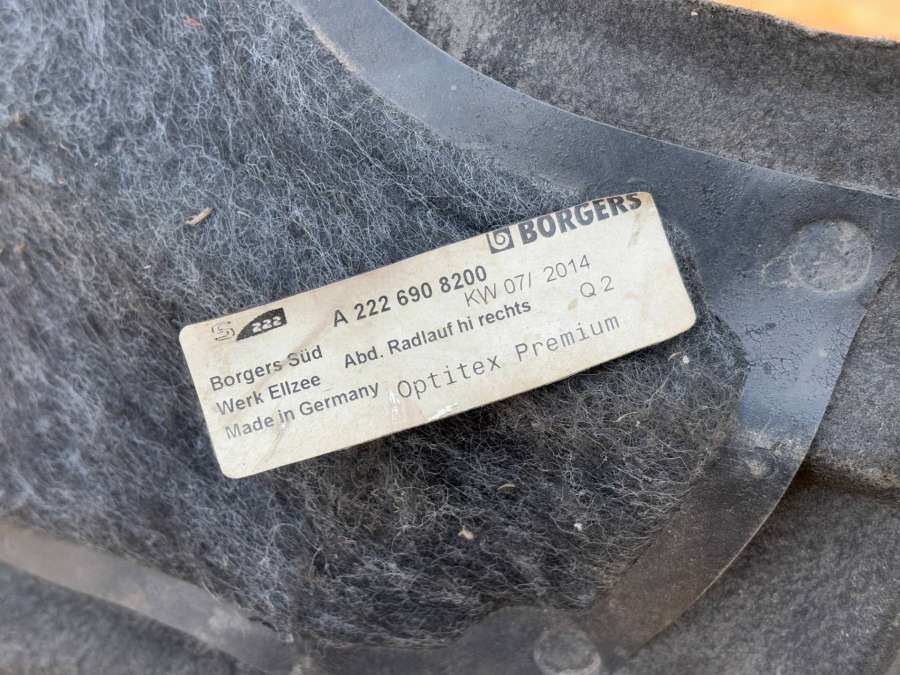 BORGERS
222
A 222 690 8200
KW 07/ 2014
Borgers Süd
Abd. Radlauf hi rechts
Q 2
Werk Ellzee
Optitex Premium
Made in Germany